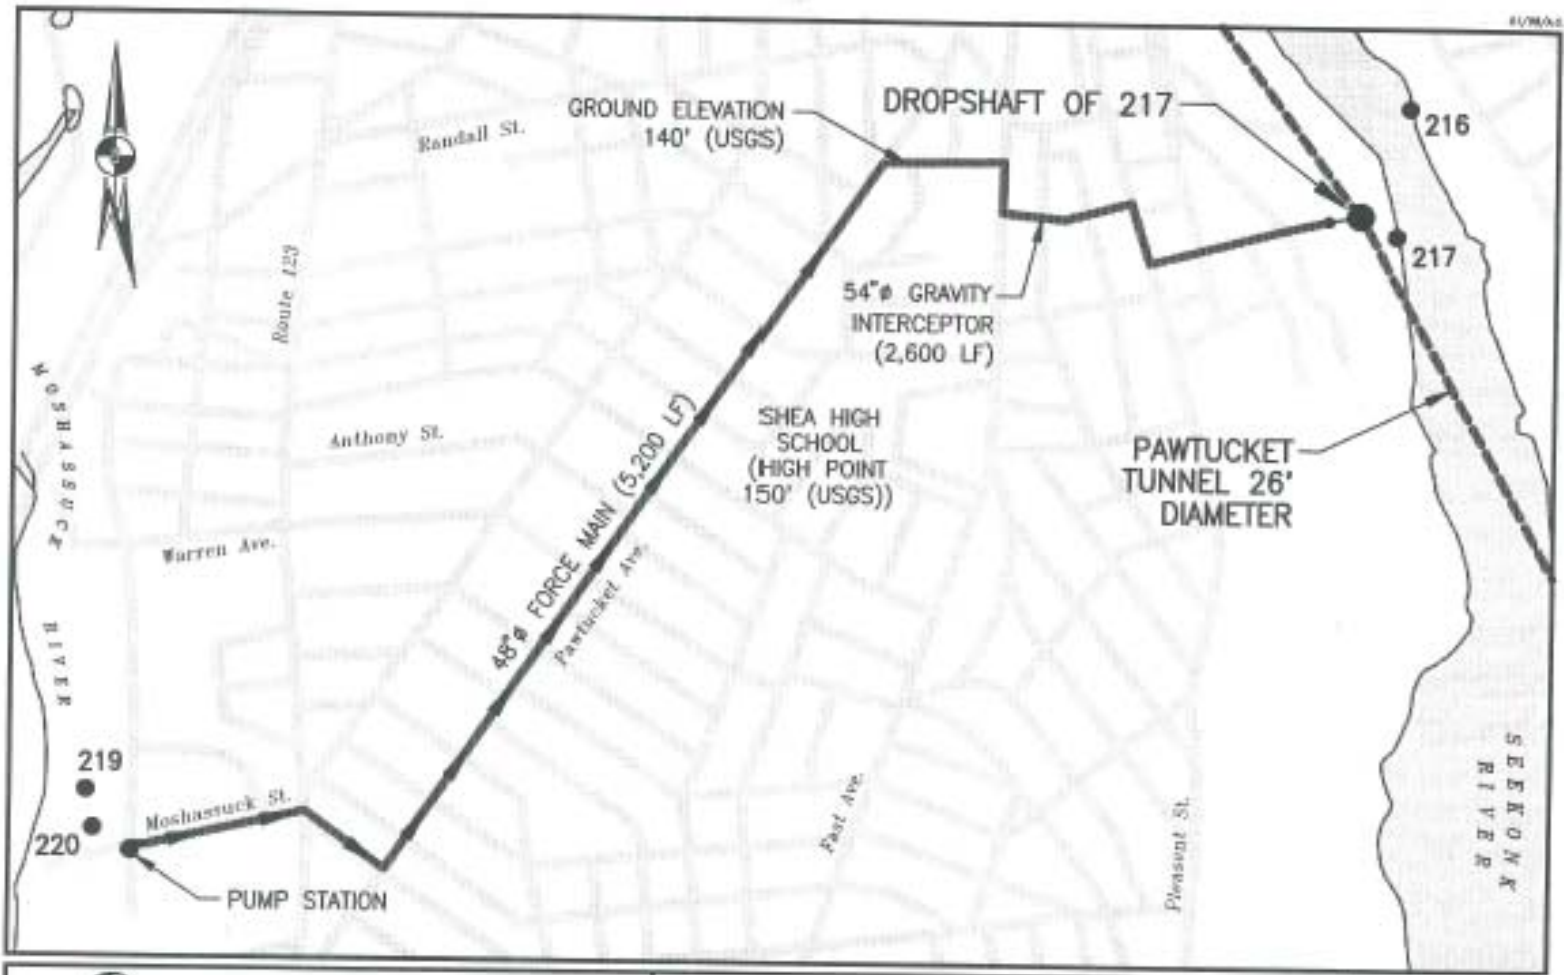 GROUND ELEVATION
140' (USGS)
DROPSHAFT OF 217
216
Randall St.
217
Route 123
54"ø GRAVITY
INTERCEPTOR
(2,600 LF)
MOSHASSUCK
RIVER
Anthony St.
48"ø FORCE MAIN (5,200 LF)
Pawtucket Ave.
SHEA HIGH
SCHOOL
(HIGH POINT
150' (USGS))
PAWTUCKET
TUNNEL 26'
DIAMETER
Warren Ave.
219
220
Moshassuck St.
PUMP STATION
East Ave.
Pleasent St.
SEEKONK
RIVER